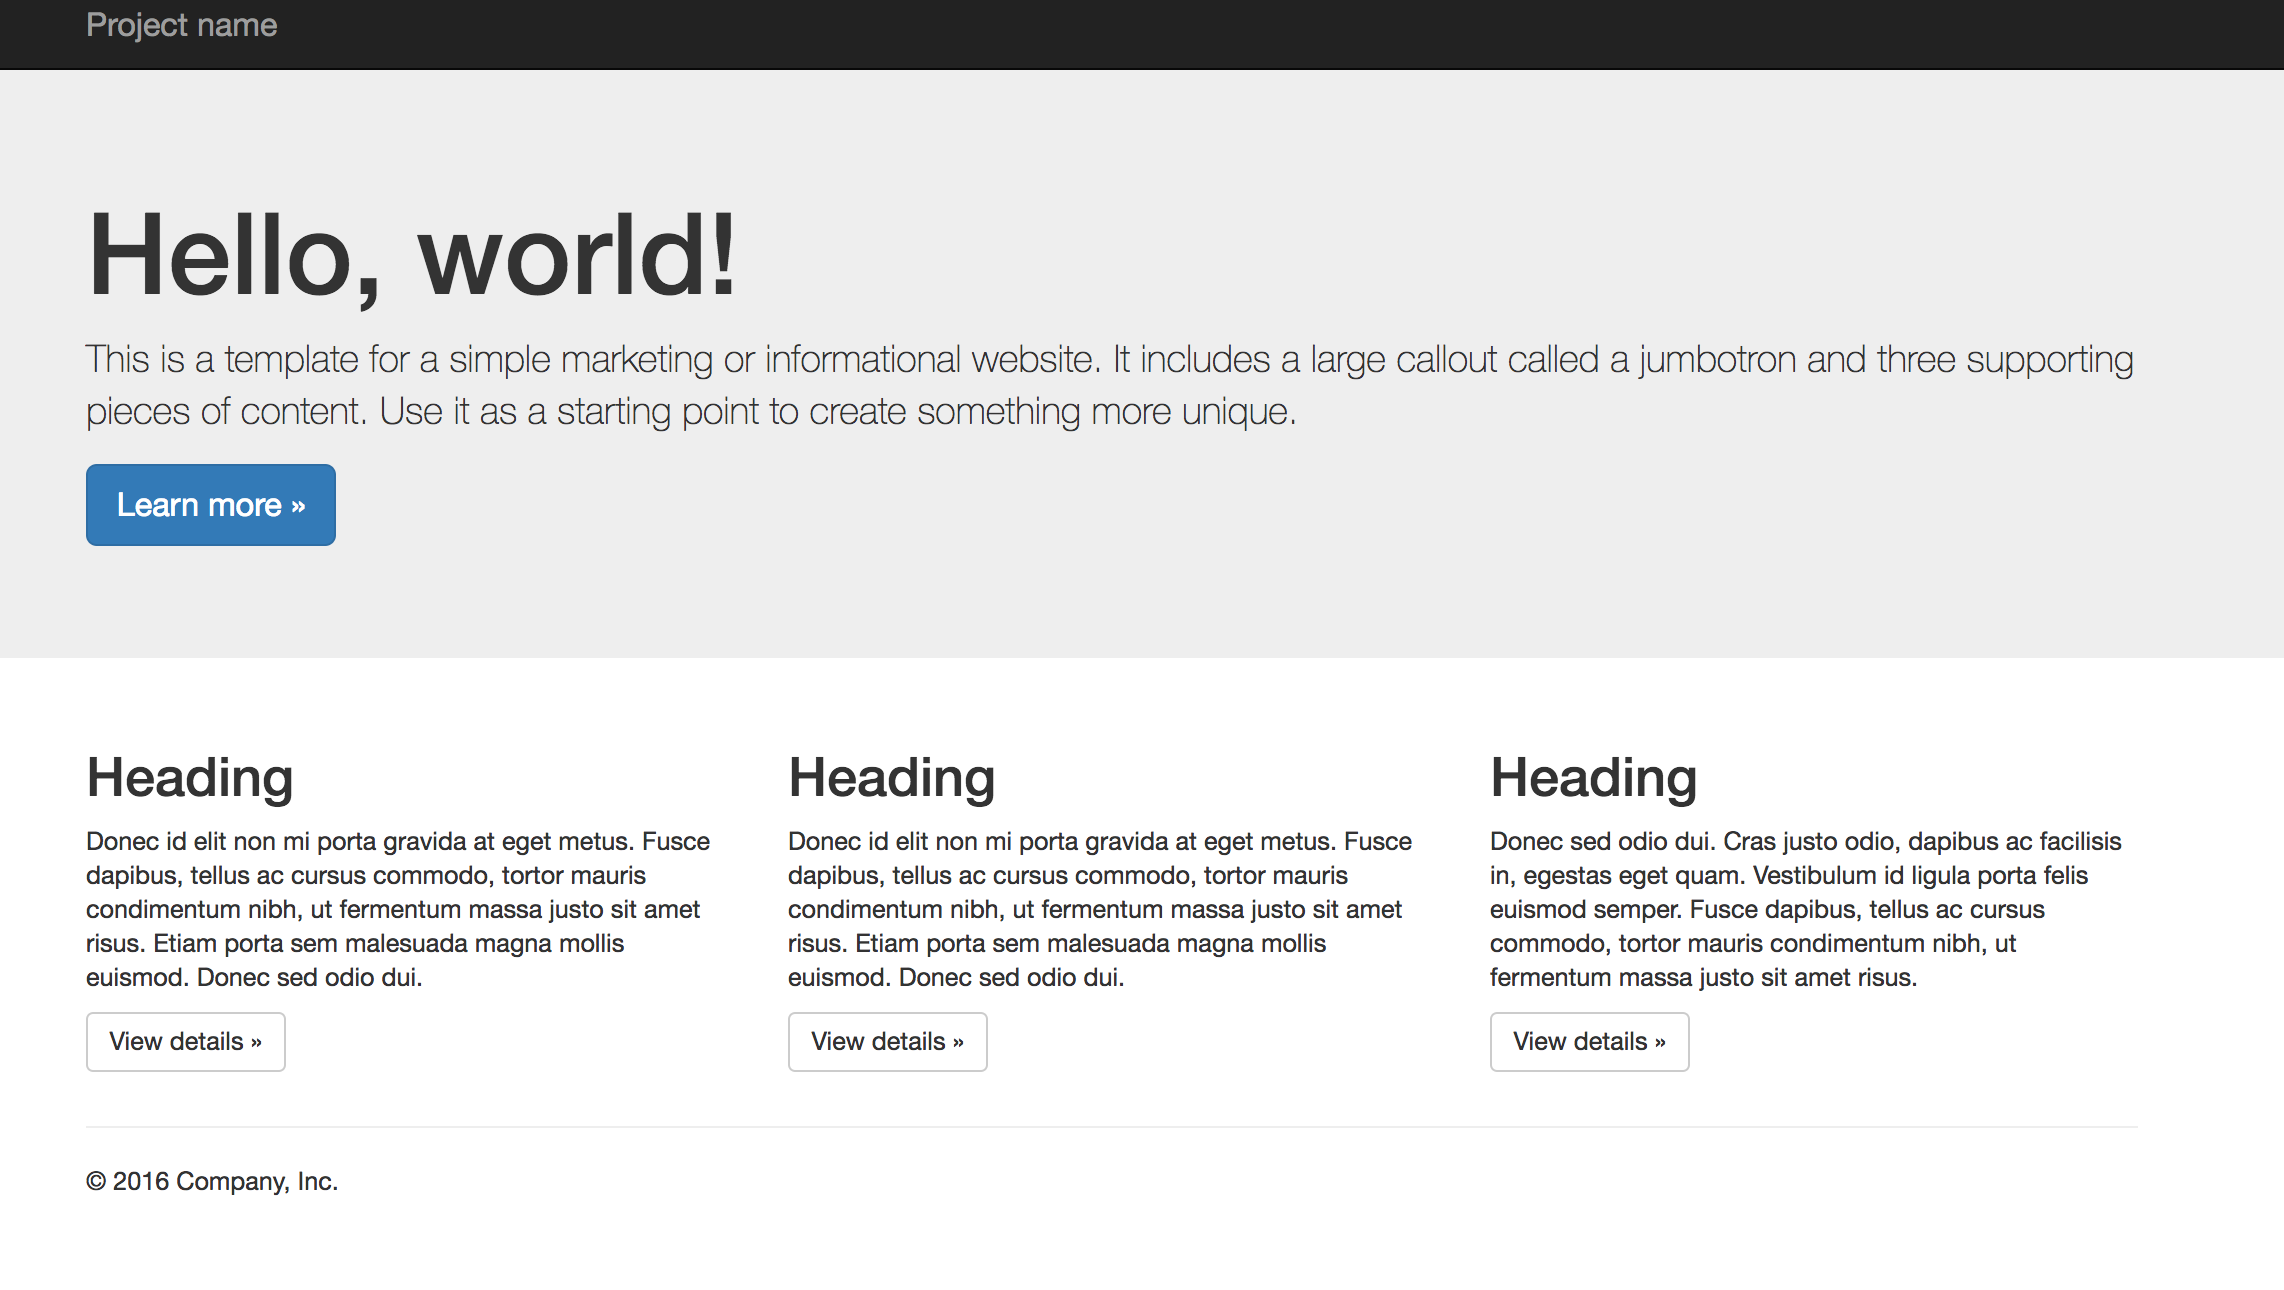 Project name
Hello, world!
This is a template for a simple marketing or informational website. It includes a large callout called a jumbotron and three supporting
pieces of content. Use it as a starting point to create something more unique.
Learn more »
Heading
Donec id elit non mi porta gravida at eget metus. Fusce
dapibus, tellus ac cursus commodo, tortor mauris
condimentum nibh, ut fermentum massa justo sit amet
risus. Etiam porta sem malesuada magna mollis
euismod. Donec sed odio dui.
View details »
Heading
Donec id elit non mi porta gravida at eget metus. Fusce
dapibus, tellus ac cursus commodo, tortor mauris
condimentum nibh, ut fermentum massa justo sit amet
risus. Etiam porta sem malesuada magna mollis
euismod. Donec sed odio dui.
View details »
Heading
Donec sed odio dui. Cras justo odio, dapibus ac facilisis
in, egestas eget quam. Vestibulum id ligula porta felis
euismod semper. Fusce dapibus, tellus ac cursus
commodo, tortor mauris condimentum nibh, ut
fermentum massa justo sit amet risus.
View details »
© 2016 Company, Inc.